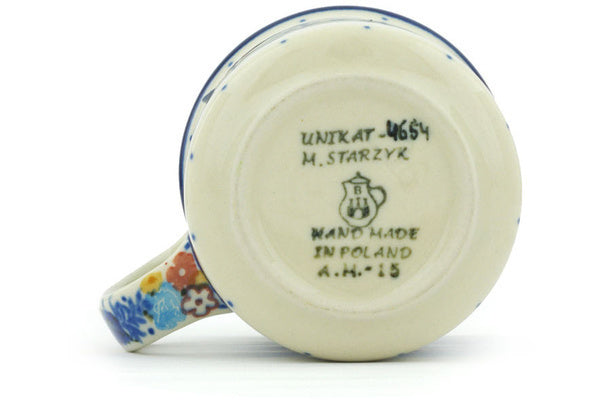 UNIKAT-4654
M. STARZYK
B
HAND MADE
IN POLAND
A.H.-15